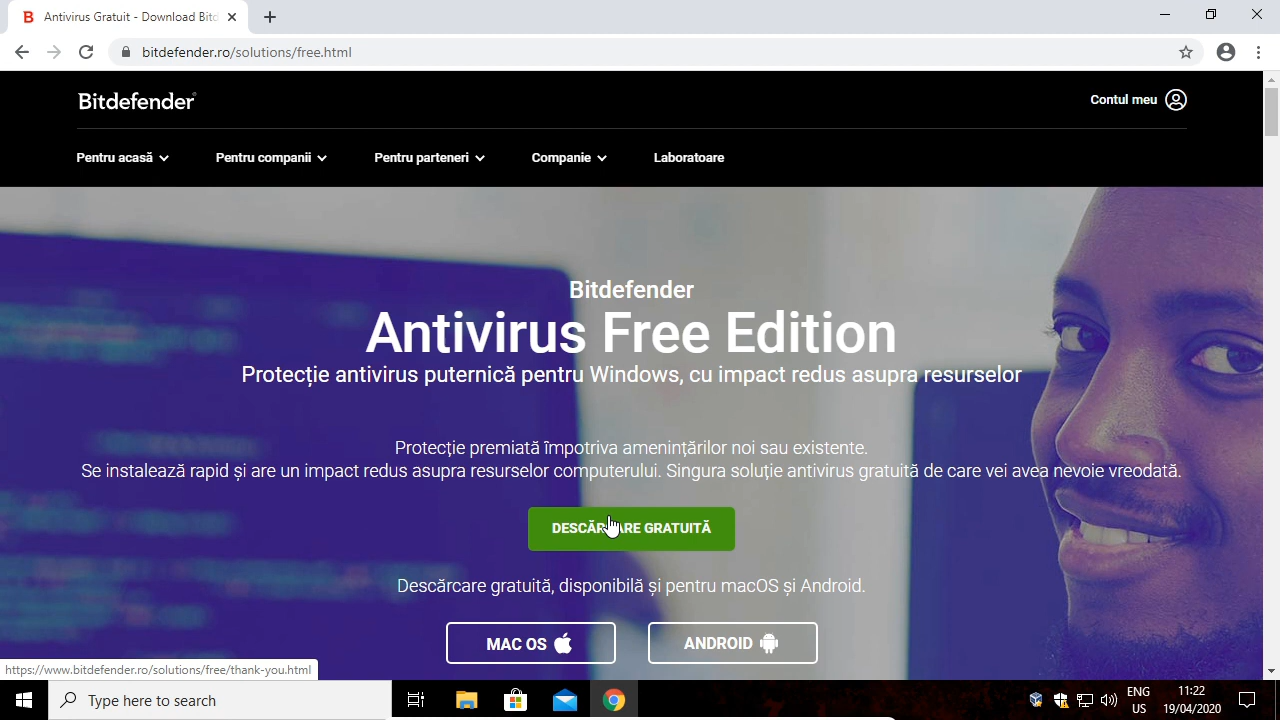 Antivirus Gratuit - Download Bitd
bitdefender.ro/solutions/free.html
Bitdefender
Contul meu
Pentru acasă
Pentru companii
Pentru parteneri
Companie
Laboratoare
Bitdefender
Antivirus Free Edition
Protecție antivirus puternică pentru Windows, cu impact redus asupra resurselor
Protecție premiată împotriva amenințărilor noi sau existente.
Se instalează rapid și are un impact redus asupra resurselor computerului. Singura soluție antivirus gratuită de care vei avea nevoie vreodată.
DESCĂRCARE GRATUITĂ
Descărcare gratuită, disponibilă și pentru macOS și Android.
MAC OS
ANDROID
https://www.bitdefender.ro/solutions/free/thank-you.html
Type here to search
ENG
US
11:22
19/04/2020